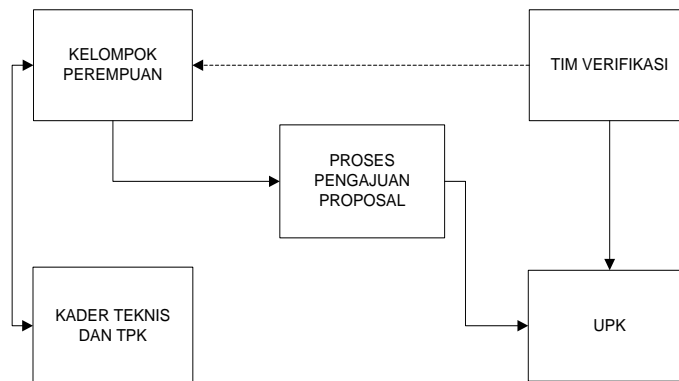 KELOMPOK
PEREMPUAN
TIM VERIFIKASI
PROSES
PENGAJUAN
PROPOSAL
KADER TEKNIS
DAN TPK
UPK